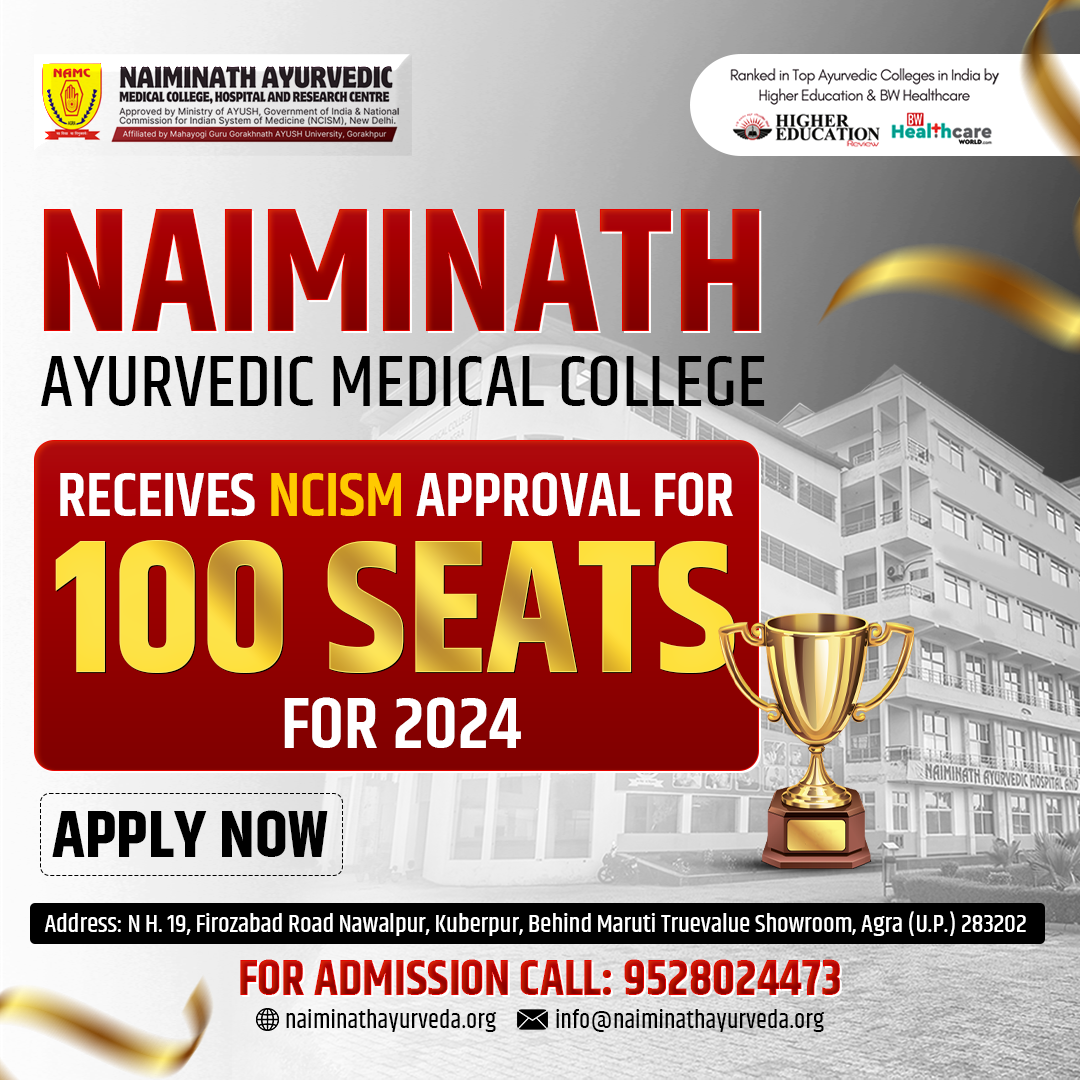 NAMC
NAIMINATH AYURVEDIC
MEDICAL COLLEGE, HOSPITAL AND RESEARCH CENTRE
Approved by Ministry of AYUSH, Government of India & National
Commission for Indian System of Medicine (NCISM), New Delhi.
Affiliated by Mahayogi Guru Gorakhnath AYUSH University, Gorakhpur
Ranked in Top Ayurvedic Colleges in India by
Higher Education & BW Healthcare
HIGHER
EDUCATION
Review
BW
Healthcare
WORLD.com
NAIMINATH
AYURVEDIC MEDICAL COLLEGE
RECEIVES NCISM APPROVAL FOR
100 SEATS
FOR 2024
NAIMINATH AYURVEDIC HOSPITAL AND
APPLY NOW
Address: N H. 19, Firozabad Road Nawalpur, Kuberpur, Behind Maruti Truevalue Showroom, Agra (U.P.) 283202
FOR ADMISSION CALL: 9528024473
naiminathayurveda.org info@naiminathayurveda.org